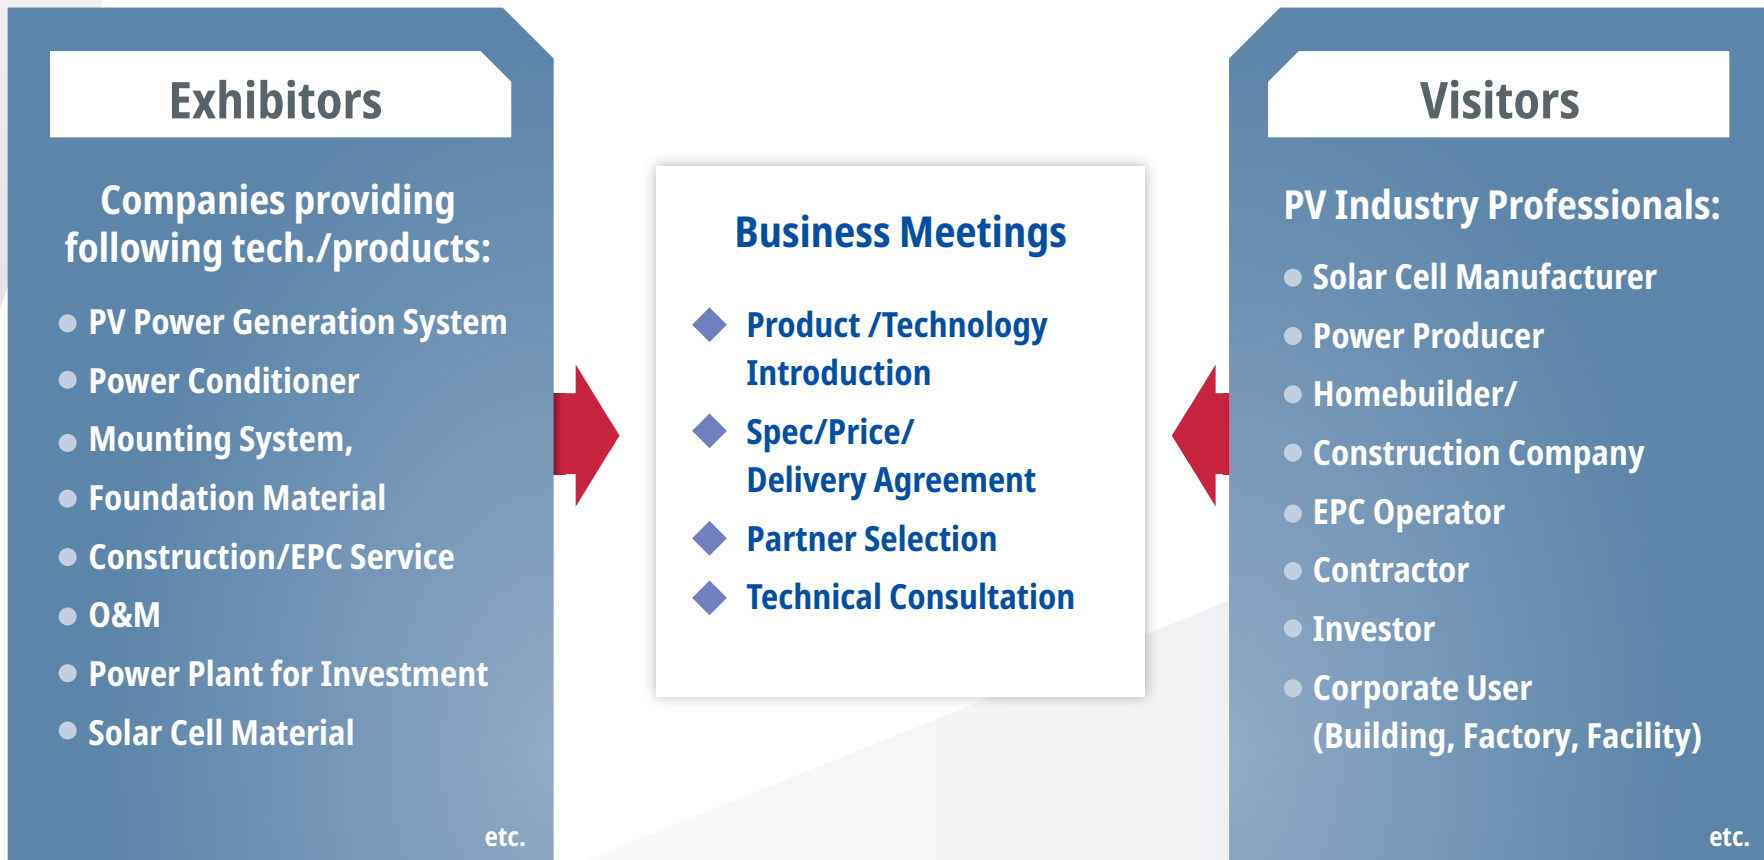 Exhibitors
Companies providing
following tech./products:
PV Power Generation System
Power Conditioner
Mounting System,
Foundation Material
Construction/EPC Service
O&M
Power Plant for Investment
Solar Cell Material
etc.
Business Meetings
Product /Technology
Introduction
Spec/Price/
Delivery Agreement
Partner Selection
Technical Consultation
Visitors
PV Industry Professionals:
Solar Cell Manufacturer
Power Producer
Homebuilder/
Construction Company
EPC Operator
Contractor
Investor
Corporate User
(Building, Factory, Facility)
etc.